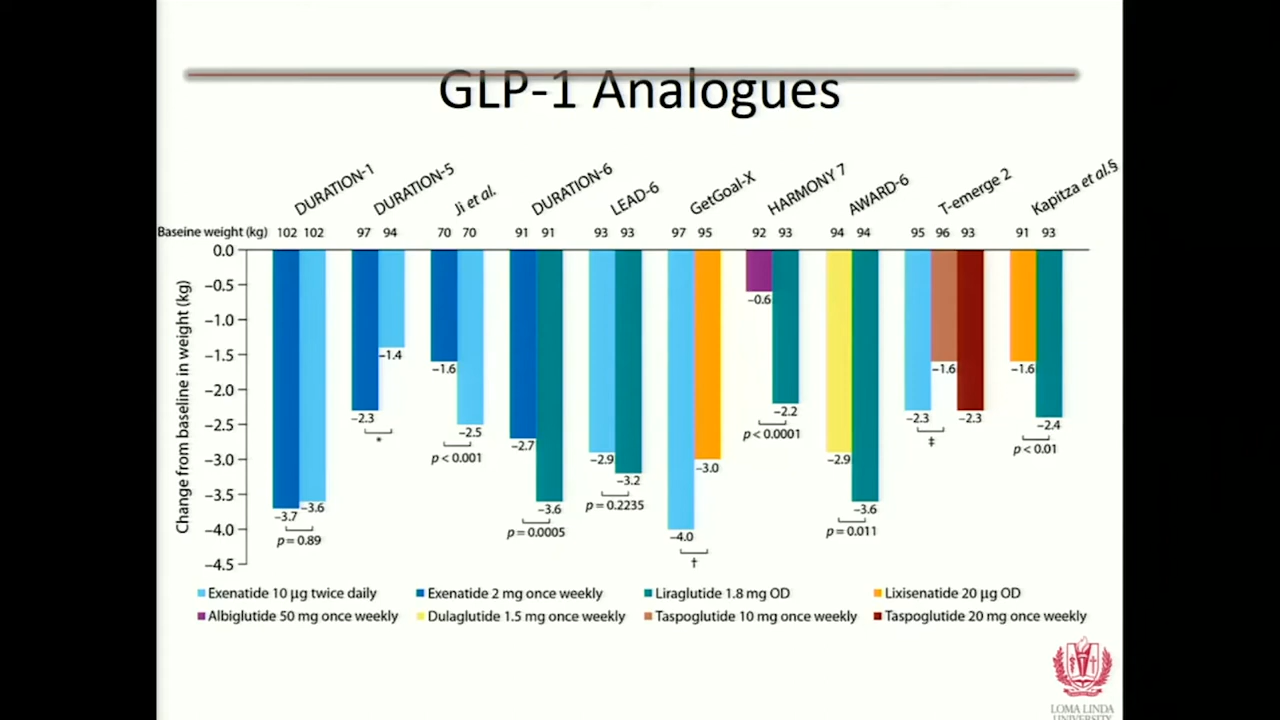 GLP-1 Analogues
DURATION-1 DURATION-5 Ji et al. DURATION-6 LEAD-6 GetGoal-X HARMONY 7 AWARD-6 T-emerge 2 Kapitza et al.§
Baseine weight (kg) 102 102 97 94 70 70 91 91 93 93 97 95 92 93 94 94 95 96 93 91 93
Change from baseline in weight (kg)
0.0
−0.5
−1.0
−1.5
−2.0
−2.5
−3.0
−3.5
−4.0
−4.5
−3.7 −3.6
p = 0.89
−2.3 −1.4
*
−1.6 −2.5
p < 0.001
−2.7 −3.6
p = 0.0005
−2.9 −3.2
p = 0.2235
−4.0 −3.0
†
−0.6 −2.2
p < 0.0001
−2.9 −3.6
p = 0.011
−2.3 −1.6 −2.3
‡
−1.6 −2.4
p < 0.01
Exenatide 10 µg twice daily Exenatide 2 mg once weekly Liraglutide 1.8 mg OD Lixisenatide 20 µg OD
Albiglutide 50 mg once weekly Dulaglutide 1.5 mg once weekly Taspoglutide 10 mg once weekly Taspoglutide 20 mg once weekly
LOMA LINDA
UNIVERSITY